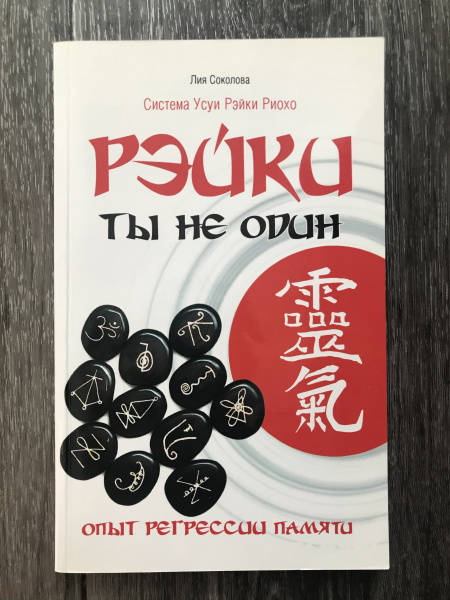 Лия Соколова
Система Усуи Рэйки Риохо
РЭЙКИ
ТЫ НЕ ОДИН
靈
氣
ॐ
ОПЫТ РЕГРЕССИИ ПАМЯТИ